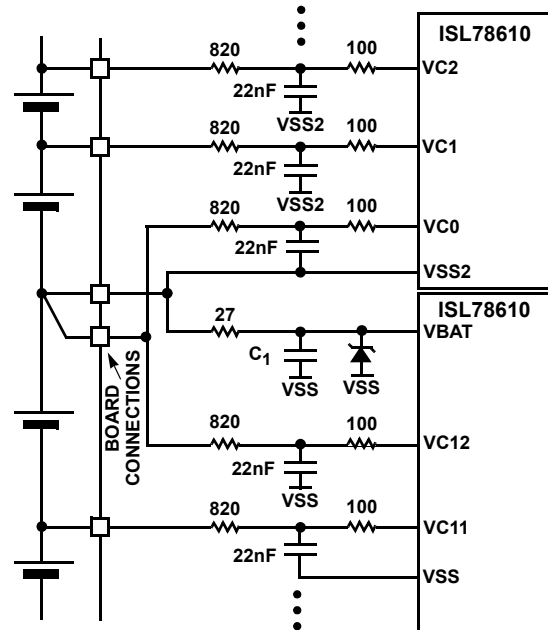 ISL78610
820
100
VC2
22nF
VSS2
820
100
VC1
22nF
VSS2
820
100
VC0
22nF
VSS2
ISL78610
27
VBAT
C1
VSS
VSS
BOARD
CONNECTIONS
820
100
VC12
22nF
VSS
820
100
VC11
22nF
VSS